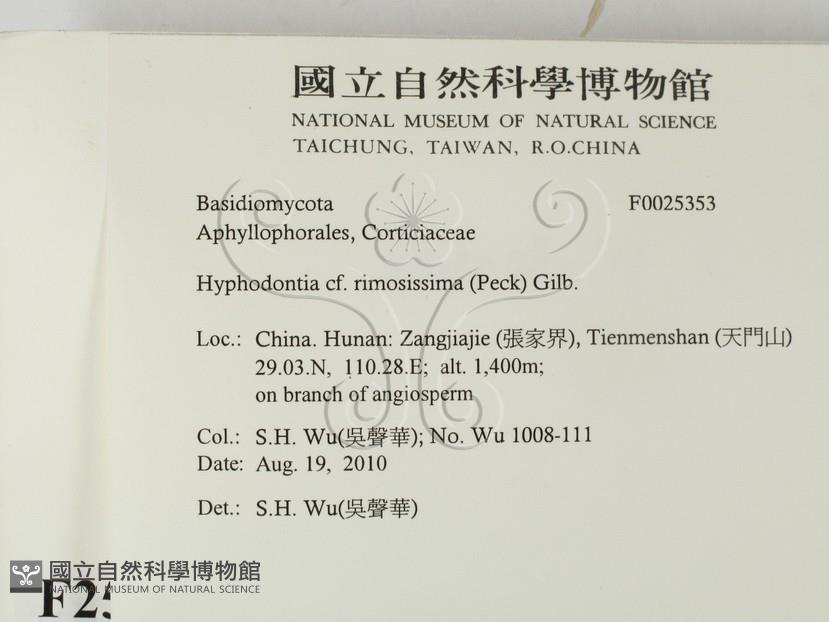 國立自然科學博物館
NATIONAL MUSEUM OF NATURAL SCIENCE
TAICHUNG, TAIWAN, R.O.CHINA
Basidiomycota F0025353
Aphyllophorales, Corticiaceae
Hyphodontia cf. rimosissima (Peck) Gilb.
Loc.: China. Hunan: Zangjiajie (張家界), Tienmenshan (天門山)
29.03.N, 110.28.E; alt. 1,400m;
on branch of angiosperm
Col.: S.H. Wu(吳聲華); No. Wu 1008-111
Date: Aug. 19, 2010
Det.: S.H. Wu(吳聲華)
國立自然科學博物館
NATIONAL MUSEUM OF NATURAL SCIENCE